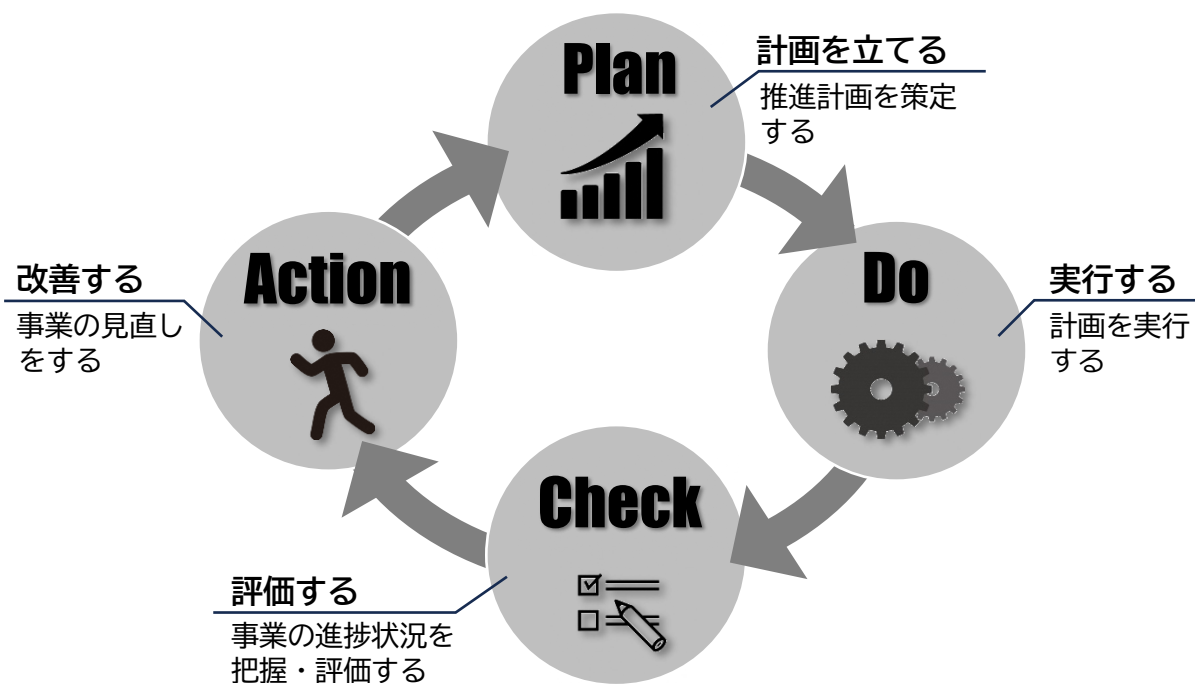 Plan
計画を立てる
推進計画を策定
する
Do
実行する
計画を実行
する
Check
評価する
事業の進捗状況を
把握・評価する
Action
改善する
事業の見直し
をする